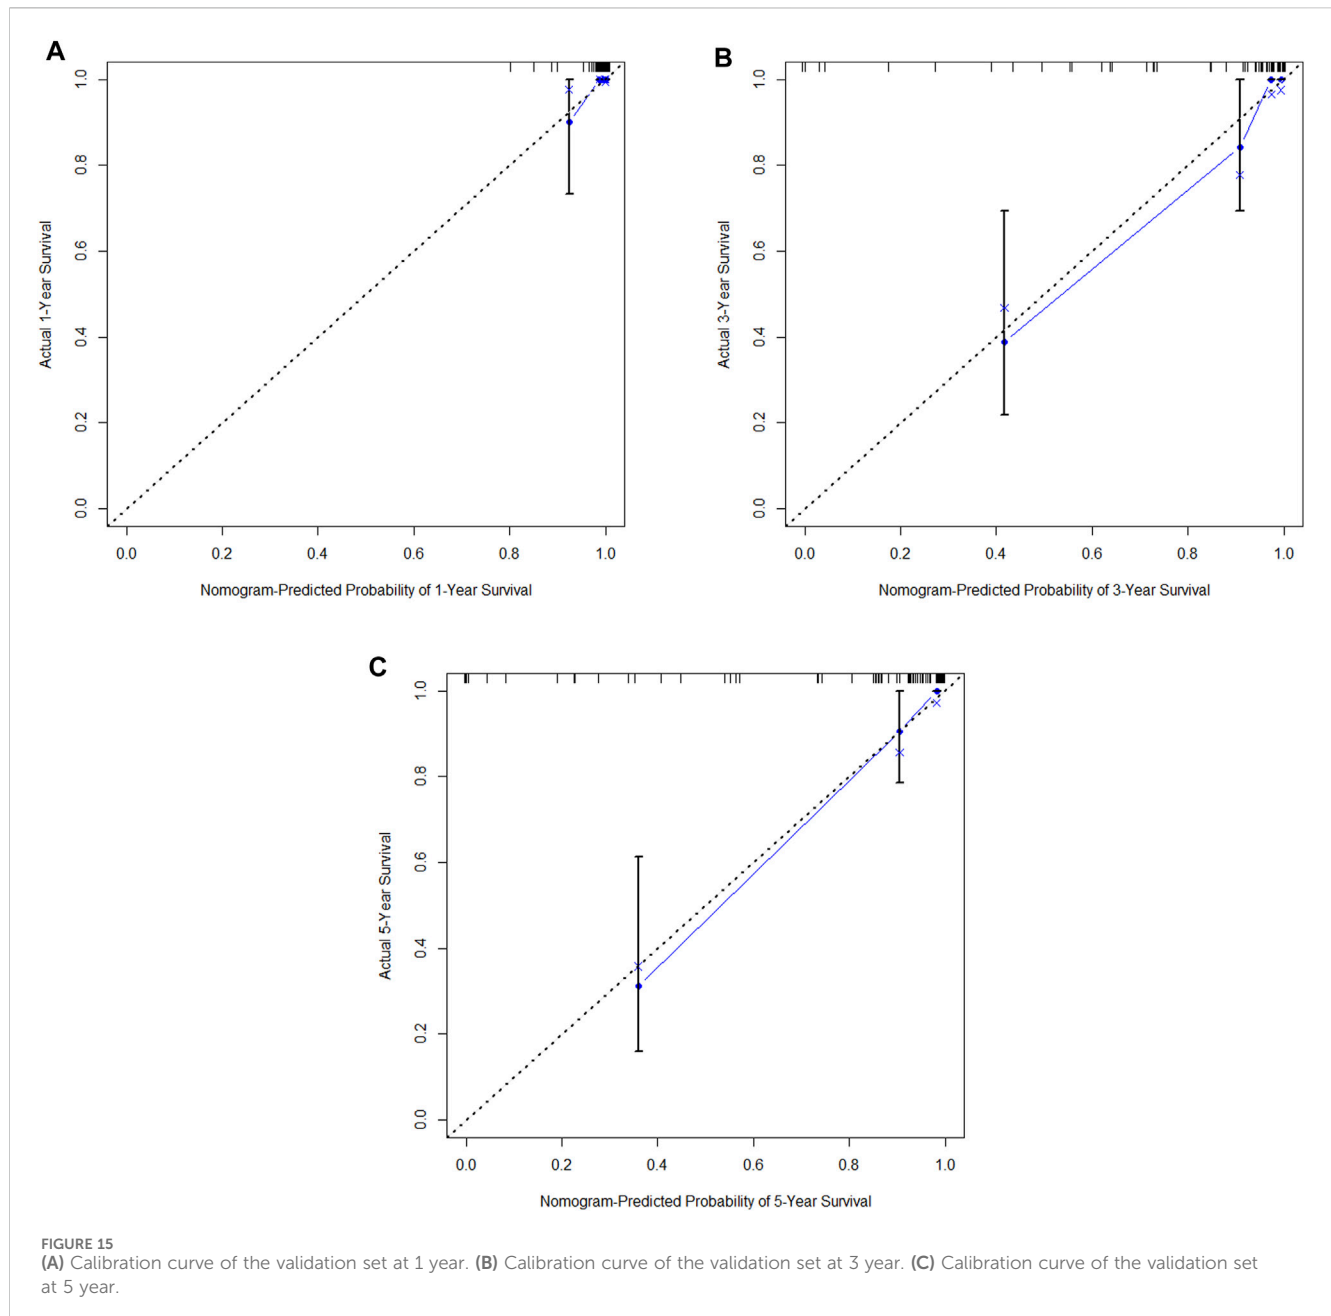 A
Actual 1-Year Survival
1.0
0.8
0.6
0.4
0.2
0.0
0.0 0.2 0.4 0.6 0.8 1.0
Nomogram-Predicted Probability of 1-Year Survival
B
Actual 3-Year Survival
1.0
0.8
0.6
0.4
0.2
0.0
0.0 0.2 0.4 0.6 0.8 1.0
Nomogram-Predicted Probability of 3-Year Survival
C
Actual 5-Year Survival
1.0
0.8
0.6
0.4
0.2
0.0
0.0 0.2 0.4 0.6 0.8 1.0
Nomogram-Predicted Probability of 5-Year Survival
FIGURE 15
(A) Calibration curve of the validation set at 1 year. (B) Calibration curve of the validation set at 3 year. (C) Calibration curve of the validation set
at 5 year.